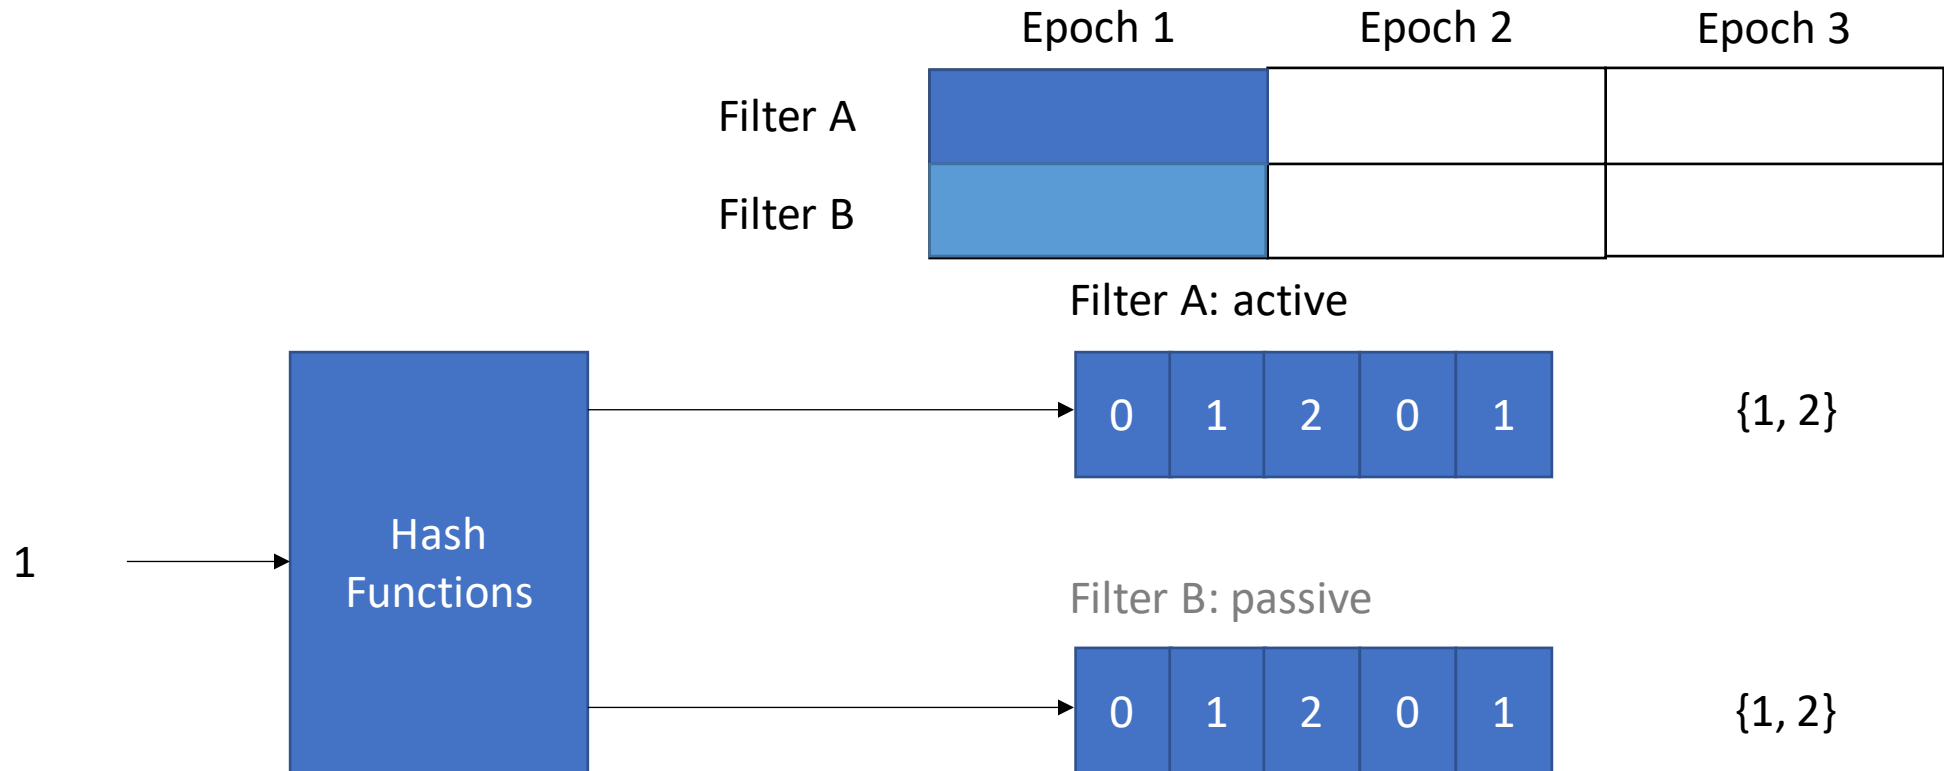 Epoch 1 Epoch 2 Epoch 3
Filter A
Filter B
Filter A: active
0 1 2 0 1 {1, 2}
Hash
Functions
1
Filter B: passive
0 1 2 0 1 {1, 2}